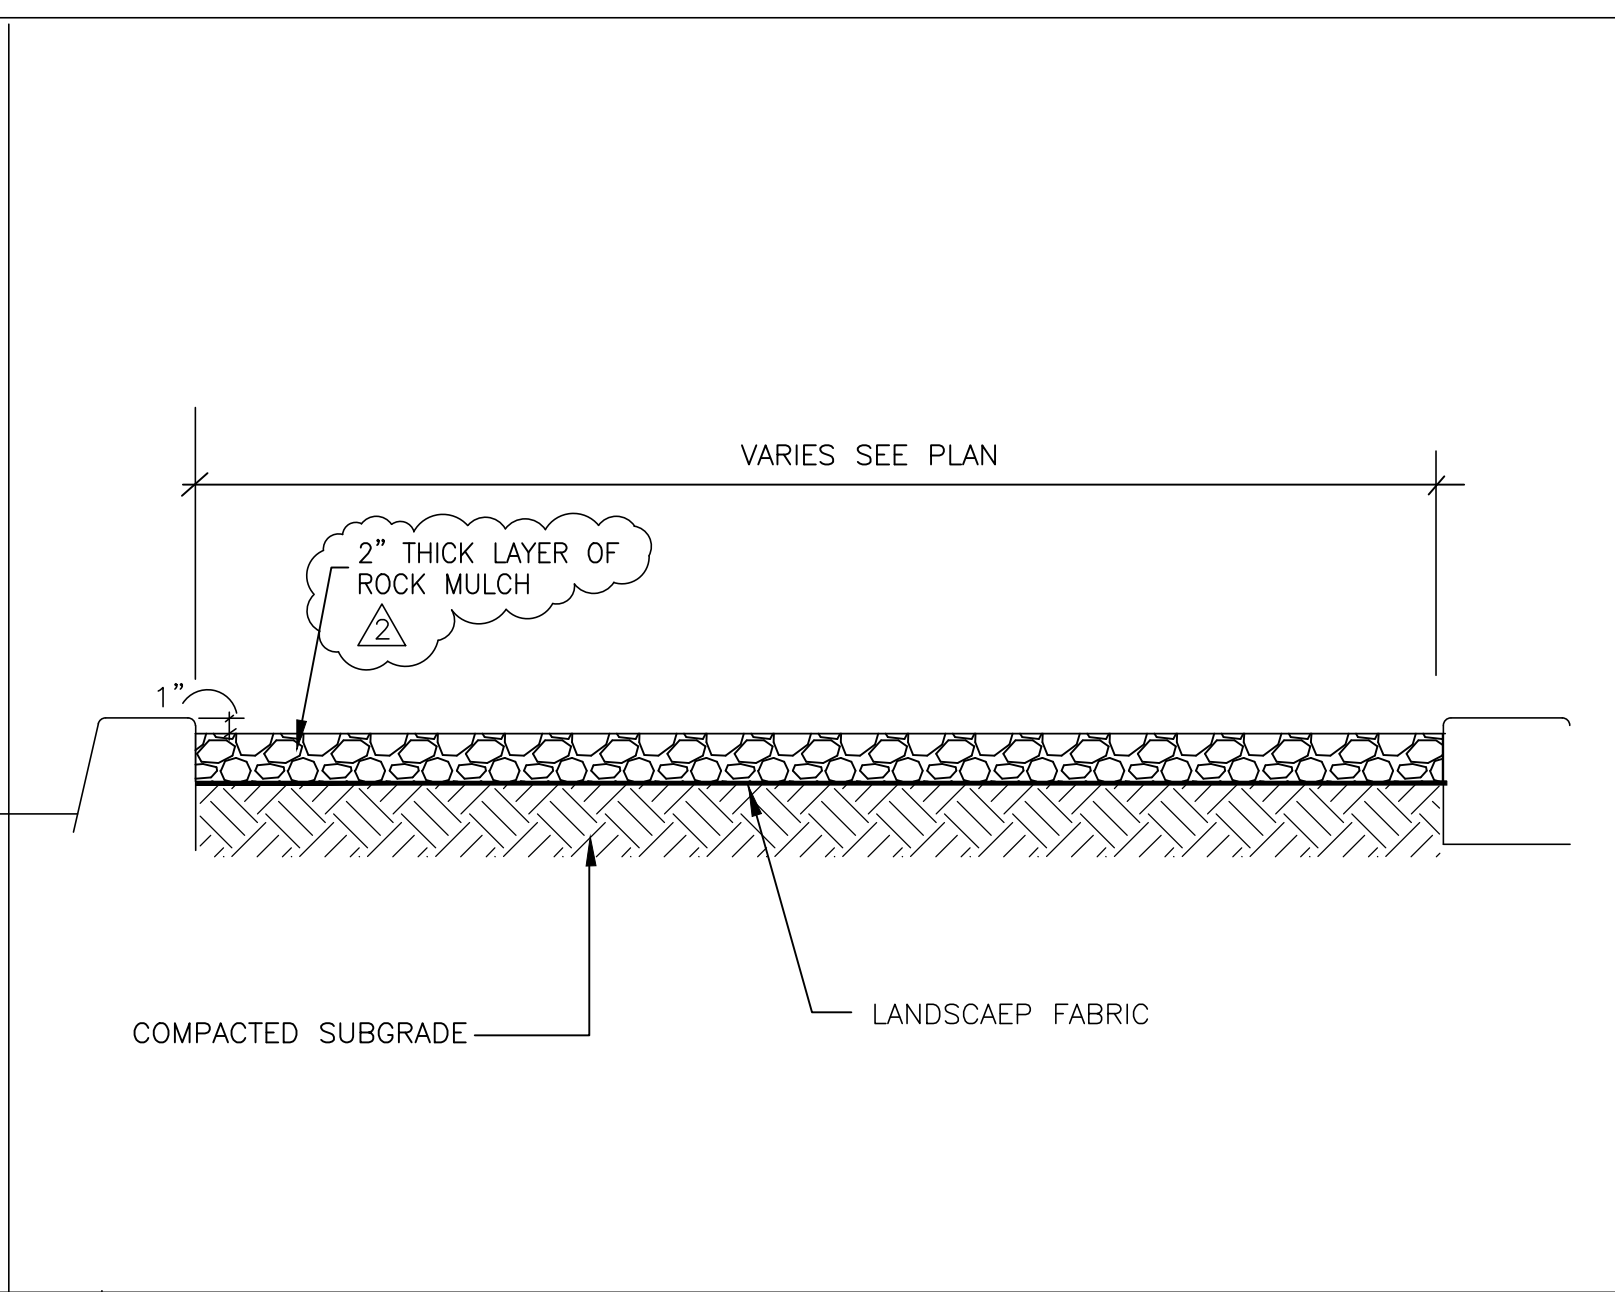 VARIES SEE PLAN
2” THICK LAYER OF
ROCK MULCH
2
1”
LANDSCAEP FABRIC
COMPACTED SUBGRADE